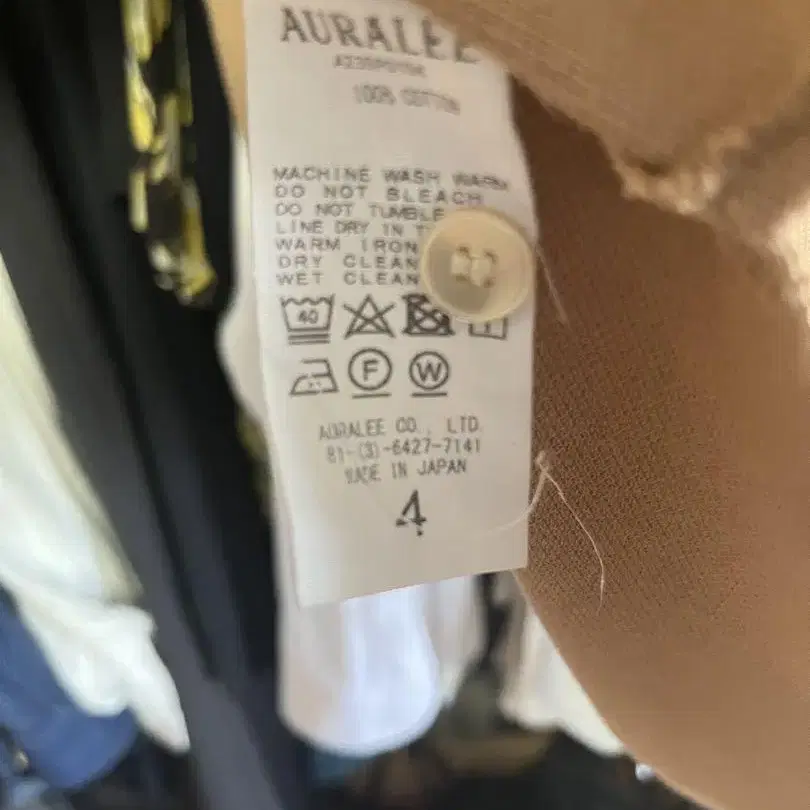 AURALEE
100% COTTON
MACHINE WASH WARM
DO NOT BLEACH
DO NOT TUMBLE
LINE DRY IN
WARM IRON
DRY CLEAN
WET CLEAN
40
F W
AURALEE CO., LTD.
81-(3)-6427-7141
MADE IN JAPAN
4